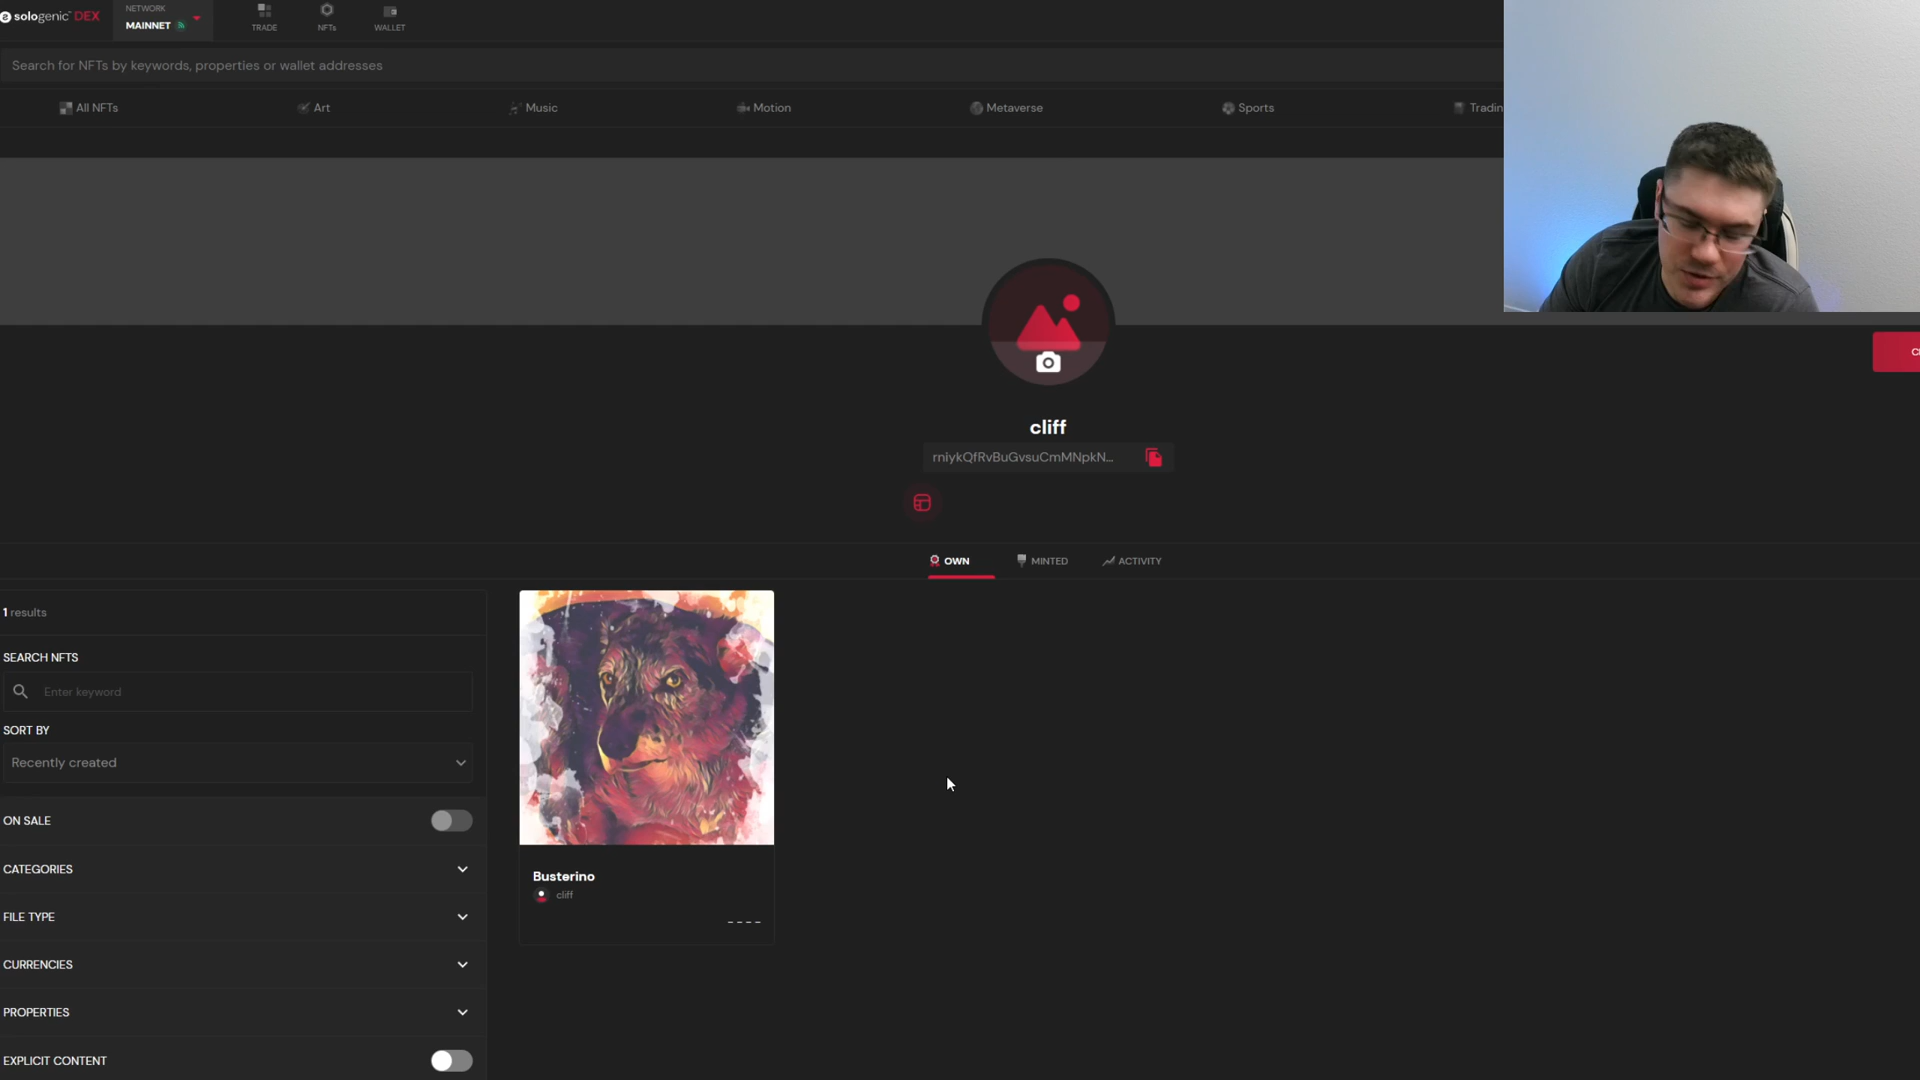 sologenic DEX
NETWORK
MAINNET
TRADE
NFTs
WALLET
Search for NFTs by keywords, properties or wallet addresses
All NFTs
Art
Music
Motion
Metaverse
Sports
Tradin
C
cliff
rniykQfRvBuGvsuCmMNpkN...
OWN
MINTED
ACTIVITY
1 results
SEARCH NFTS
Enter keyword
SORT BY
Recently created
ON SALE
CATEGORIES
FILE TYPE
CURRENCIES
PROPERTIES
EXPLICIT CONTENT
Busterino
cliff
----